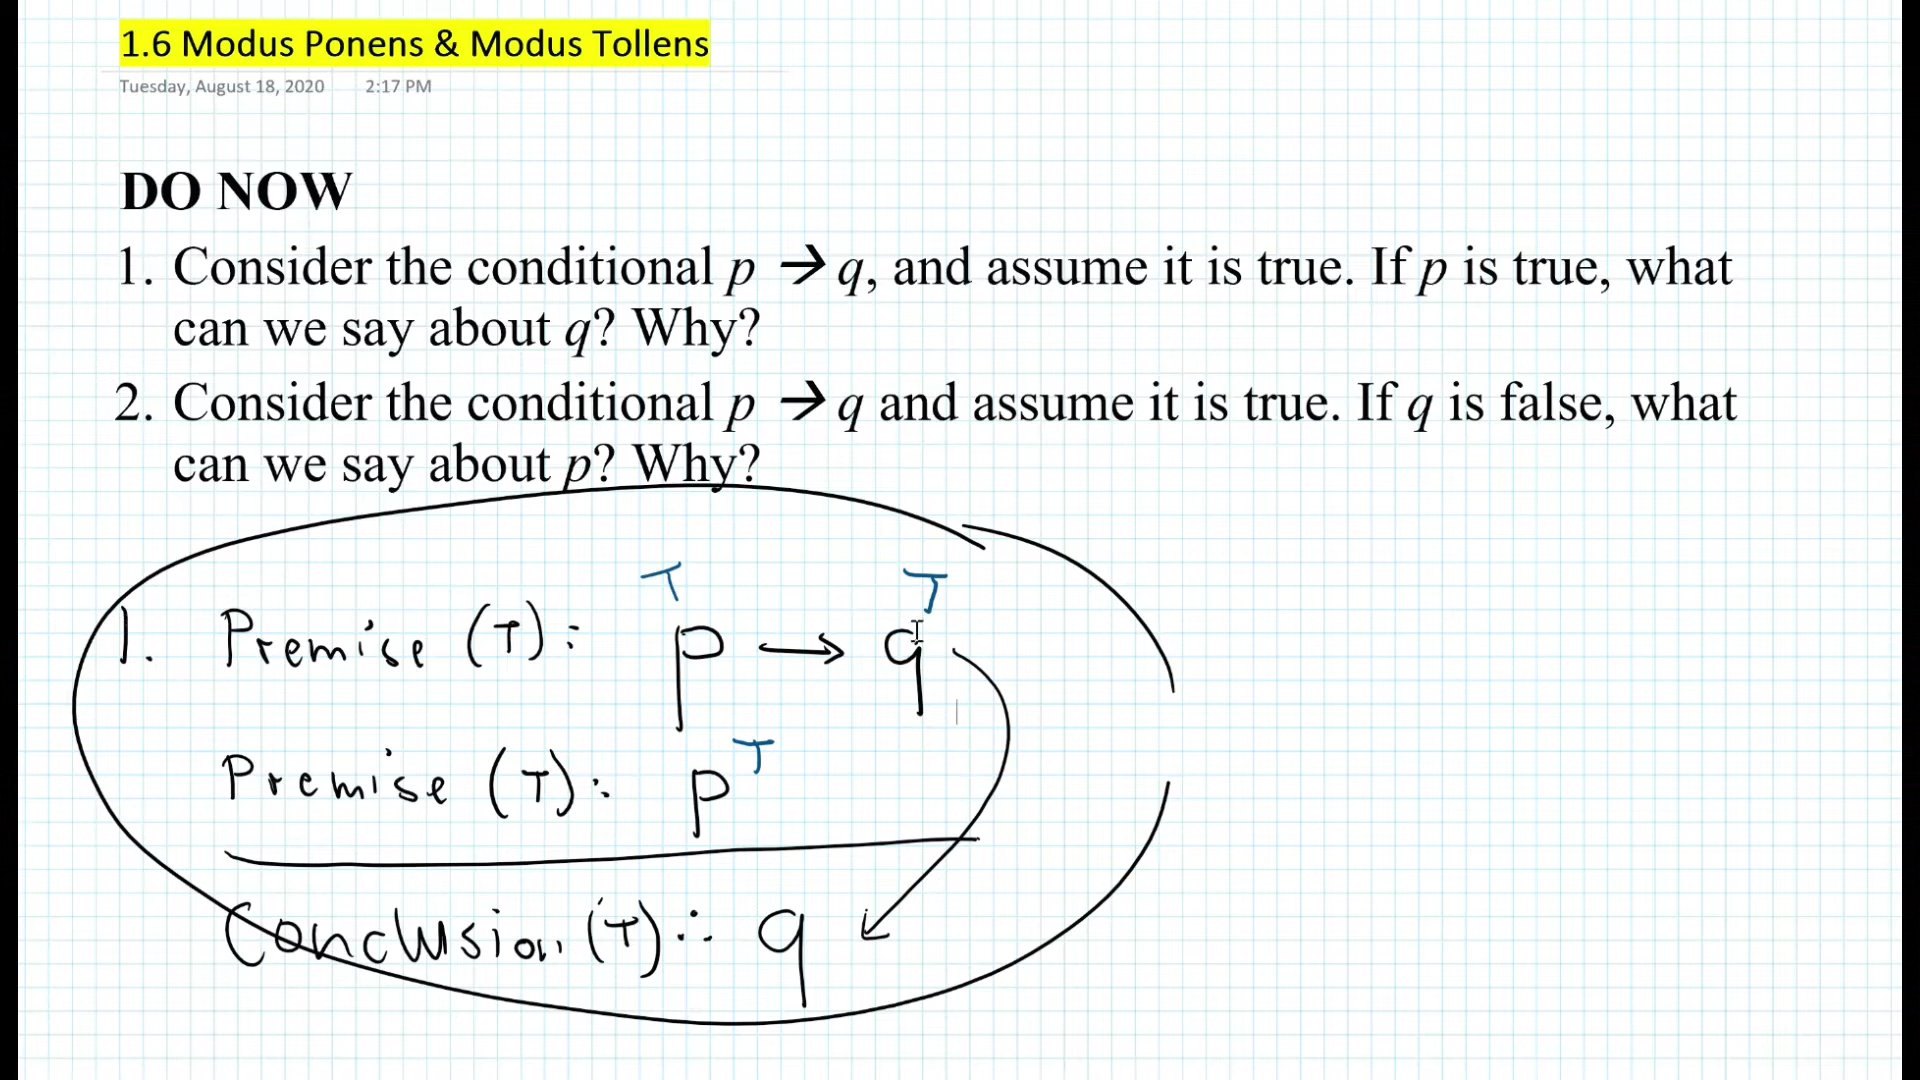 1.6 Modus Ponens & Modus Tollens
Tuesday, August 18, 2020 2:17 PM
DO NOW
1. Consider the conditional p → q, and assume it is true. If p is true, what
can we say about q? Why?
2. Consider the conditional p → q and assume it is true. If q is false, what
can we say about p? Why?
T T
1. Premise (T): p → q
T
Premise (T): p
Conclusion (T) ∴ q